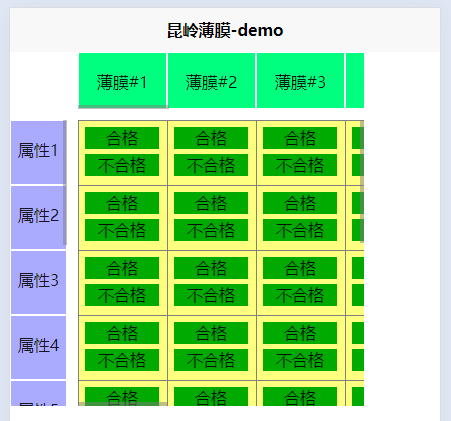 昆岭薄膜-demo
薄膜#1 薄膜#2 薄膜#3
合格 合格 合格
属性1
不合格 不合格 不合格
合格 合格 合格
属性2
不合格 不合格 不合格
合格 合格 合格
属性3
不合格 不合格 不合格
合格 合格 合格
属性4
不合格 不合格 不合格
合格 合格 合格